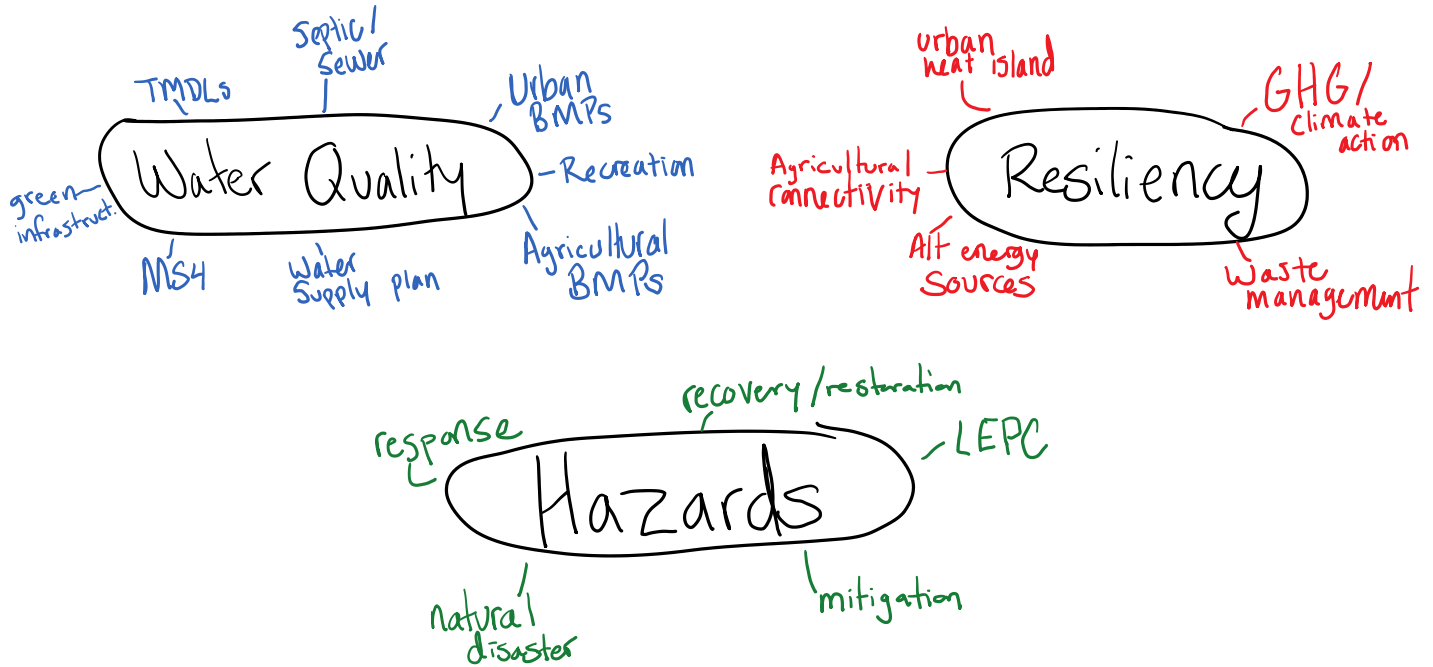 Septic/
Sewer
TMDLs
Urban
BMPs
Water Quality
Recreation
green
infrastruct.
MS4
Water
Supply plan
Agricultural
BMPs
urban
heat island
GHG/
climate
action
Agricultural
connectivity
Resiliency
Alt energy
Sources
Waste
management
recovery/restoration
response
LEPC
Hazards
natural
disaster
mitigation